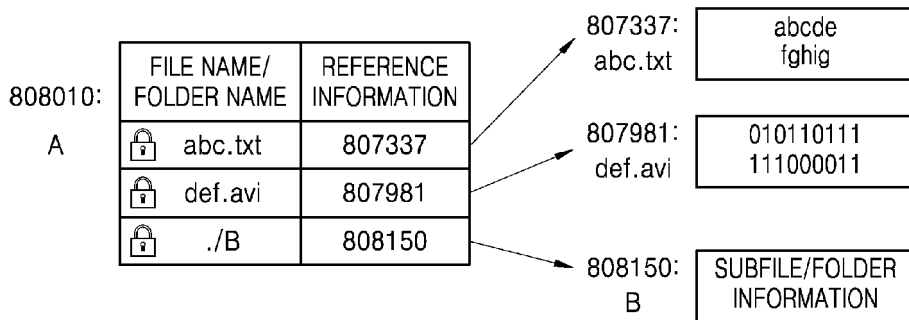 808010:
A
FILE NAME/
FOLDER NAME
REFERENCE
INFORMATION
abc.txt
807337
def.avi
807981
./B
808150
807337:
abc.txt
abcde
fghig
807981:
def.avi
010110111
111000011
808150:
B
SUBFILE/FOLDER
INFORMATION